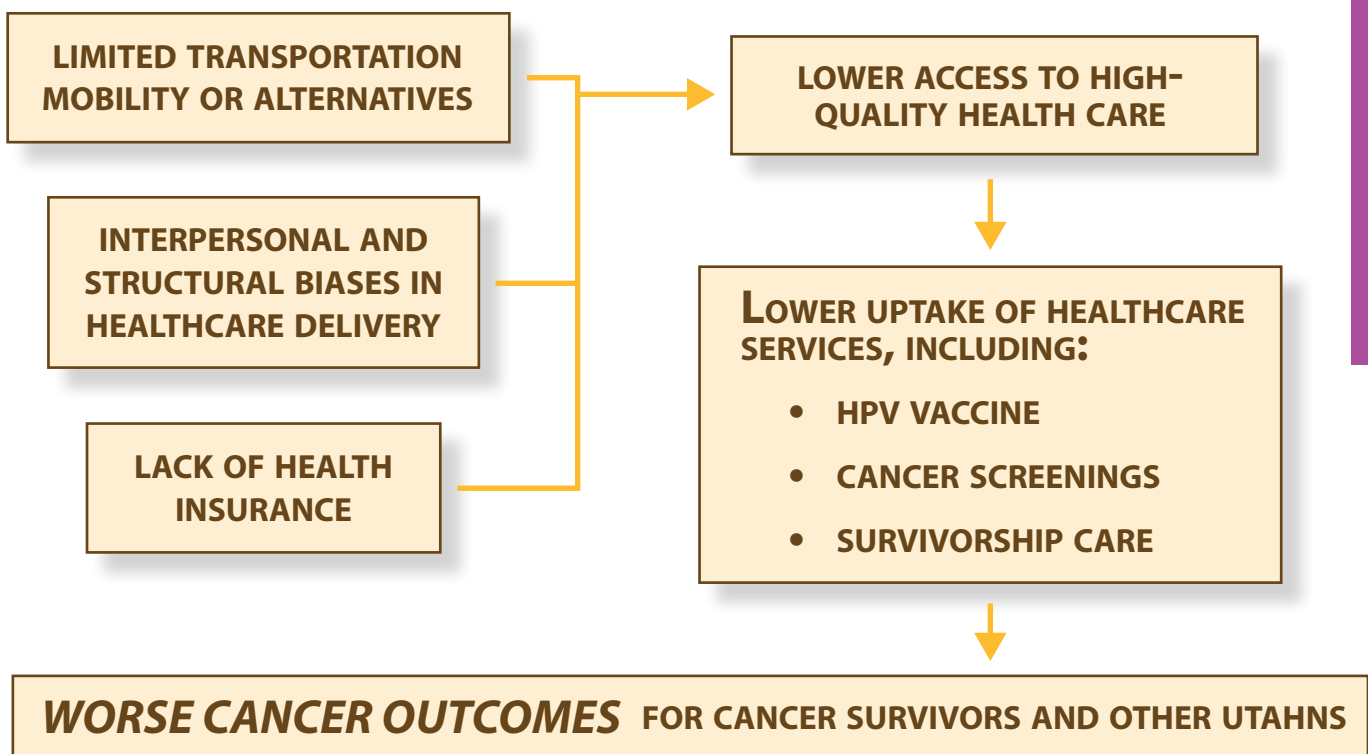 LIMITED TRANSPORTATION
MOBILITY OR ALTERNATIVES
INTERPERSONAL AND
STRUCTURAL BIASES IN
HEALTHCARE DELIVERY
LACK OF HEALTH
INSURANCE
LOWER ACCESS TO HIGH-
QUALITY HEALTH CARE
LOWER UPTAKE OF HEALTHCARE
SERVICES, INCLUDING:
• HPV VACCINE
• CANCER SCREENINGS
• SURVIVORSHIP CARE
WORSE CANCER OUTCOMES FOR CANCER SURVIVORS AND OTHER UTAHNS